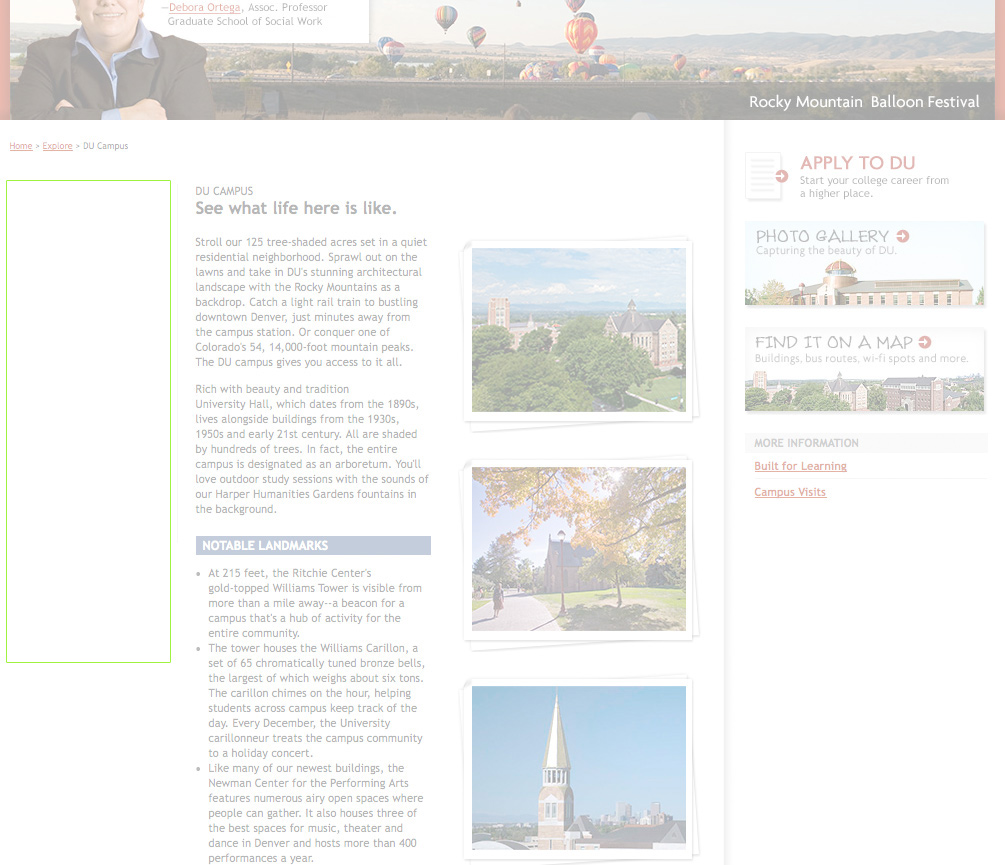 —Debora Ortega, Assoc. Professor
Graduate School of Social Work
Rocky Mountain Balloon Festival
Home > Explore > DU Campus
DU CAMPUS
See what life here is like.
Stroll our 125 tree-shaded acres set in a quiet
residential neighborhood. Sprawl out on the
lawns and take in DU's stunning architectural
landscape with the Rocky Mountains as a
backdrop. Catch a light rail train to bustling
downtown Denver, just minutes away from
the campus station. Or conquer one of
Colorado's 54, 14,000-foot mountain peaks.
The DU campus gives you access to it all.
Rich with beauty and tradition
University Hall, which dates from the 1890s,
lives alongside buildings from the 1930s,
1950s and early 21st century. All are shaded
by hundreds of trees. In fact, the entire
campus is designated as an arboretum. You'll
love outdoor study sessions with the sounds of
our Harper Humanities Gardens fountains in
the background.
NOTABLE LANDMARKS
• At 215 feet, the Ritchie Center's
gold-topped Williams Tower is visible from
more than a mile away--a beacon for a
campus that's a hub of activity for the
entire community.
• The tower houses the Williams Carillon, a
set of 65 chromatically tuned bronze bells,
the largest of which weighs about six tons.
The carillon chimes on the hour, helping
students across campus keep track of the
day. Every December, the University
carillonneur treats the campus community
to a holiday concert.
• Like many of our newest buildings, the
Newman Center for the Performing Arts
features numerous airy open spaces where
people can gather. It also houses three of
the best spaces for music, theater and
dance in Denver and hosts more than 400
performances a year.
APPLY TO DU
Start your college career from
a higher place.
PHOTO GALLERY
Capturing the beauty of DU.
FIND IT ON A MAP
Buildings, bus routes, wi-fi spots and more.
MORE INFORMATION
Built for Learning
Campus Visits